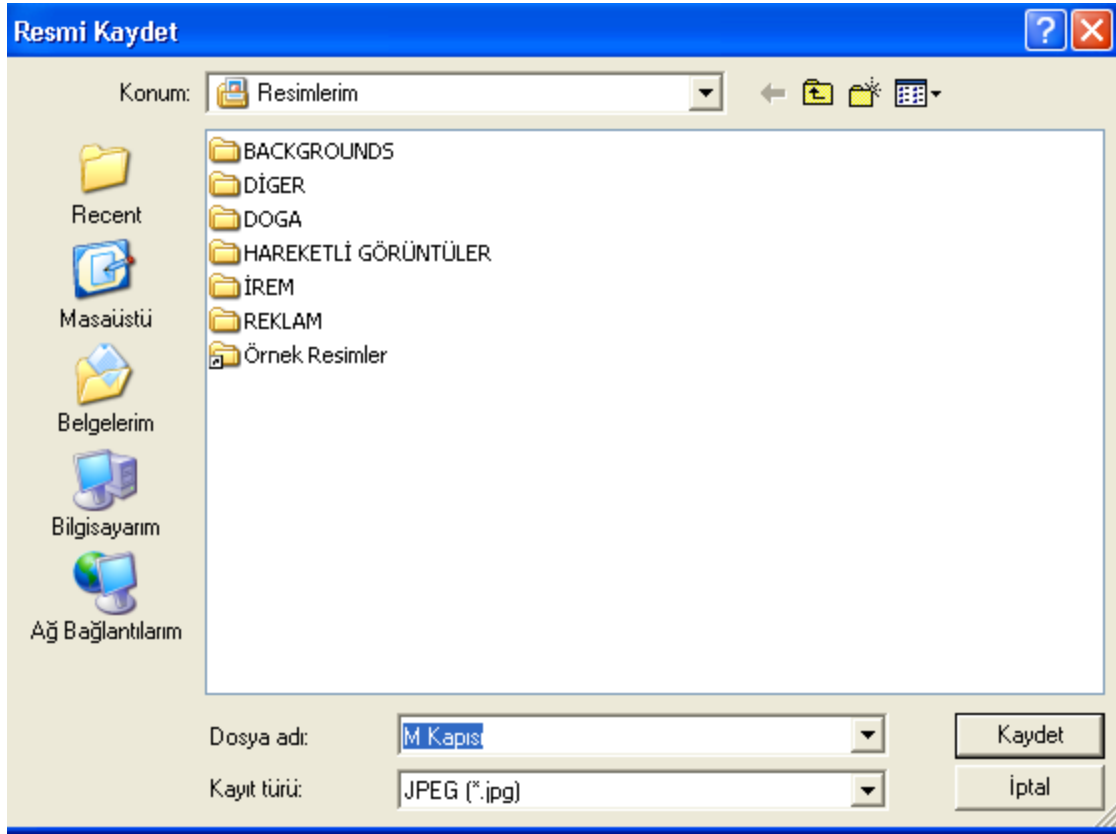 Resmi Kaydet
Konum: Resimlerim
BACKGROUNDS
DİGER
DOGA
HAREKETLİ GÖRÜNTÜLER
İREM
REKLAM
Örnek Resimler
Recent
Masaüstü
Belgelerim
Bilgisayarım
Ağ Bağlantılarım
Dosya adı: M Kapısı Kaydet
Kayıt türü: JPEG (*.jpg) İptal